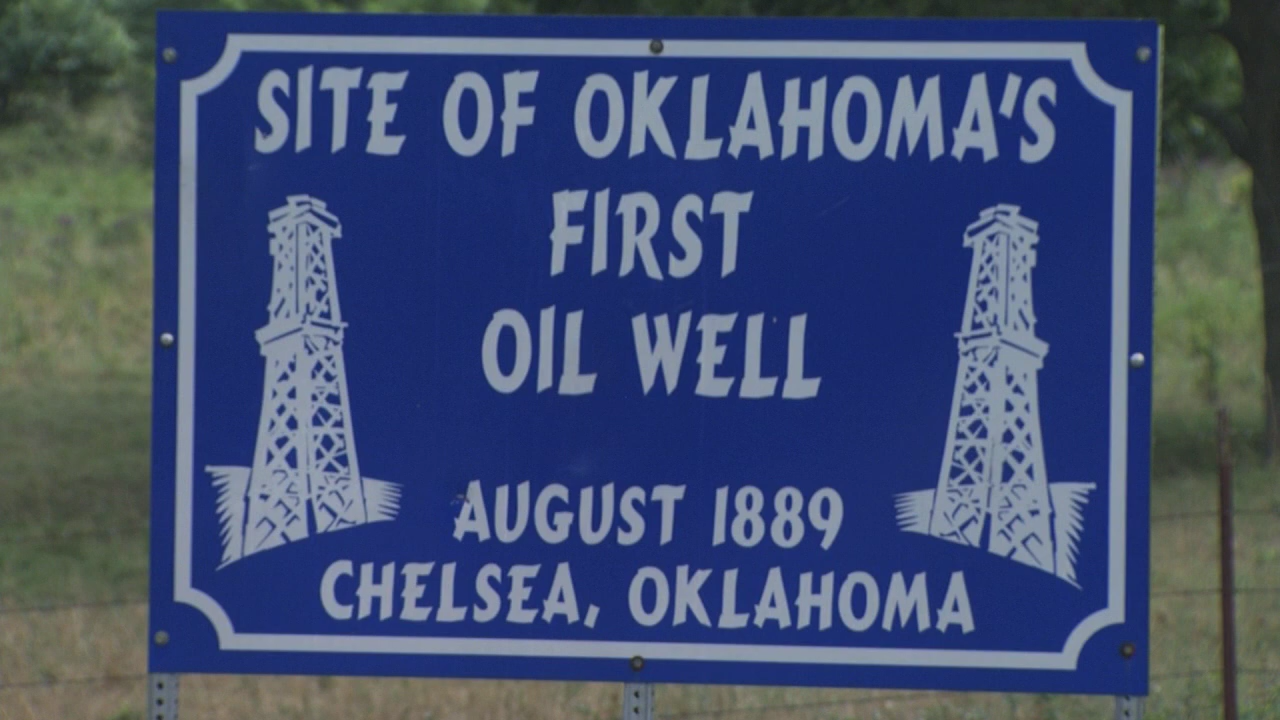 SITE OF OKLAHOMA'S
FIRST
OIL WELL
AUGUST 1889
CHELSEA, OKLAHOMA